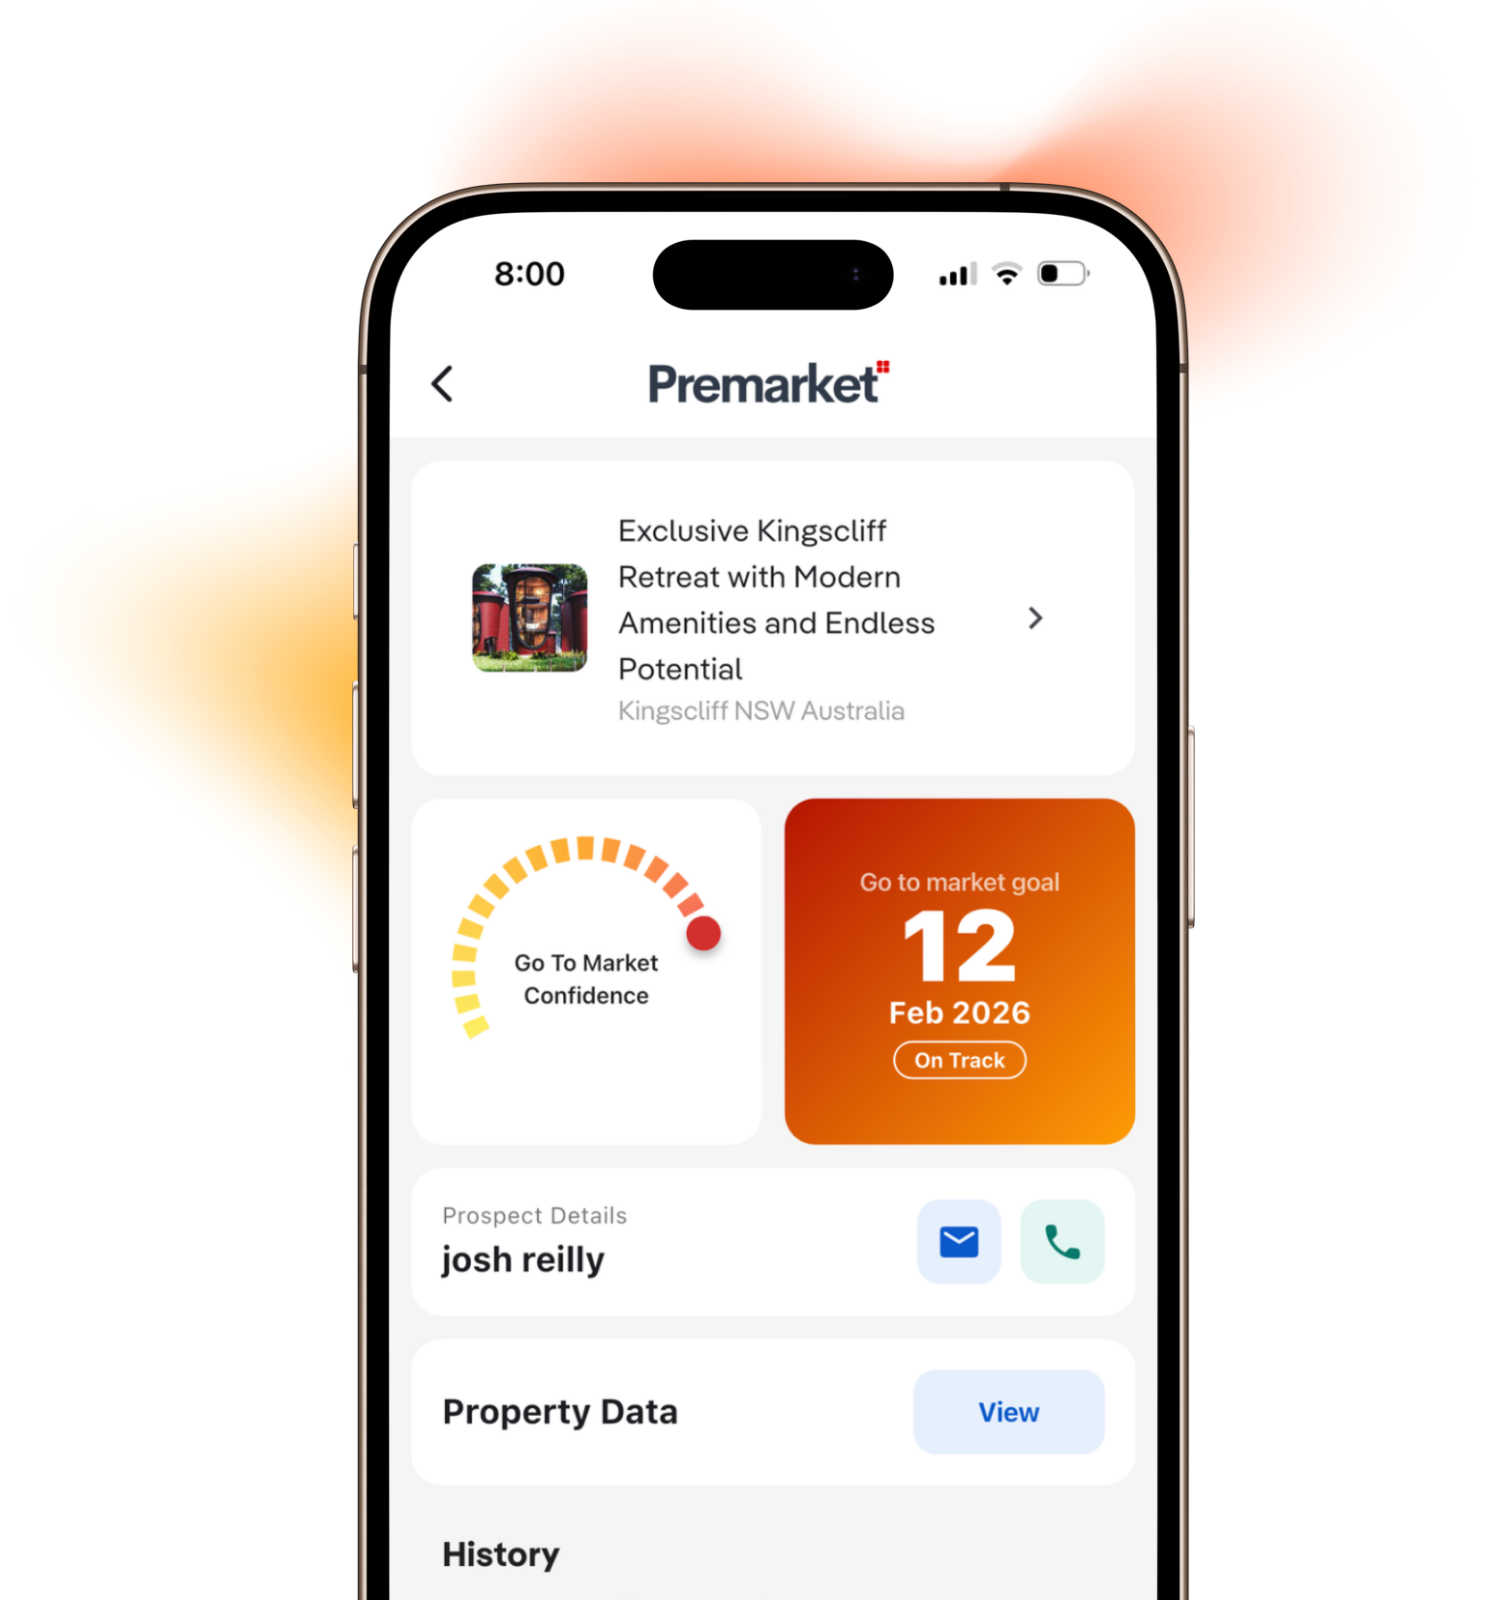 8:00
Premarket
Exclusive Kingscliff
Retreat with Modern
Amenities and Endless
Potential
Kingscliff NSW Australia
Go To Market
Confidence
Go to market goal
12
Feb 2026
On Track
Prospect Details
josh reilly
Property Data
View
History